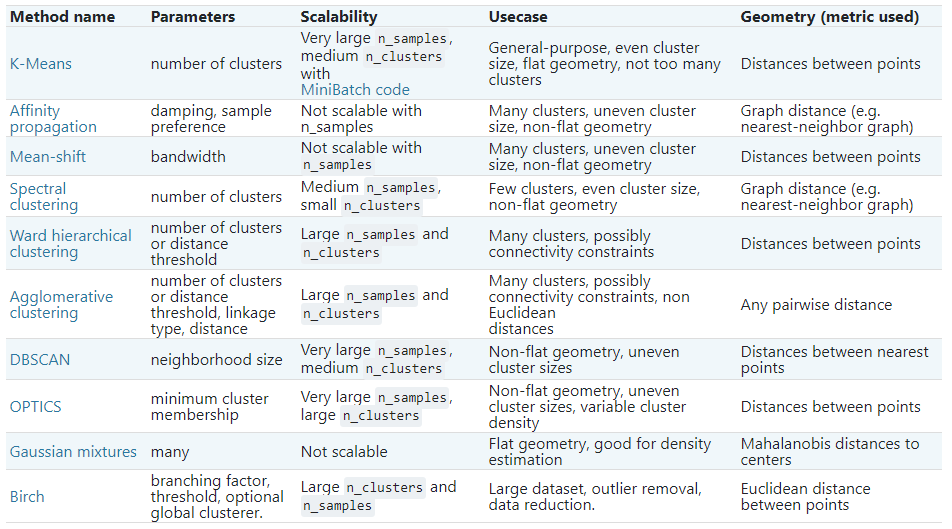 Method name Parameters Scalability Usecase Geometry (metric used)
K-Means
number of clusters
Very large n_samples,
medium n_clusters
with
MiniBatch code
General-purpose, even cluster
size, flat geometry, not too many
clusters
Distances between points
Affinity
propagation
damping, sample
preference
Not scalable with
n_samples
Many clusters, uneven cluster
size, non-flat geometry
Graph distance (e.g.
nearest-neighbor graph)
Mean-shift
bandwidth
Not scalable with
n_samples
Many clusters, uneven cluster
size, non-flat geometry
Distances between points
Spectral
clustering
number of clusters
Medium n_samples,
small n_clusters
Few clusters, even cluster size,
non-flat geometry
Graph distance (e.g.
nearest-neighbor graph)
Ward hierarchical
clustering
number of clusters
or distance
threshold
Large n_samples and
n_clusters
Many clusters, possibly
connectivity constraints
Distances between points
Agglomerative
clustering
number of clusters
or distance
threshold, linkage
type, distance
Large n_samples and
n_clusters
Many clusters, possibly
connectivity constraints, non
Euclidean
distances
Any pairwise distance
DBSCAN
neighborhood size
Very large n_samples,
medium n_clusters
Non-flat geometry, uneven
cluster sizes
Distances between nearest
points
OPTICS
minimum cluster
membership
Very large n_samples,
large n_clusters
Non-flat geometry, uneven
cluster sizes, variable cluster
density
Distances between points
Gaussian mixtures
many
Not scalable
Flat geometry, good for density
estimation
Mahalanobis distances to
centers
Birch
branching factor,
threshold, optional
global clusterer.
Large n_clusters and
n_samples
Large dataset, outlier removal,
data reduction.
Euclidean distance
between points